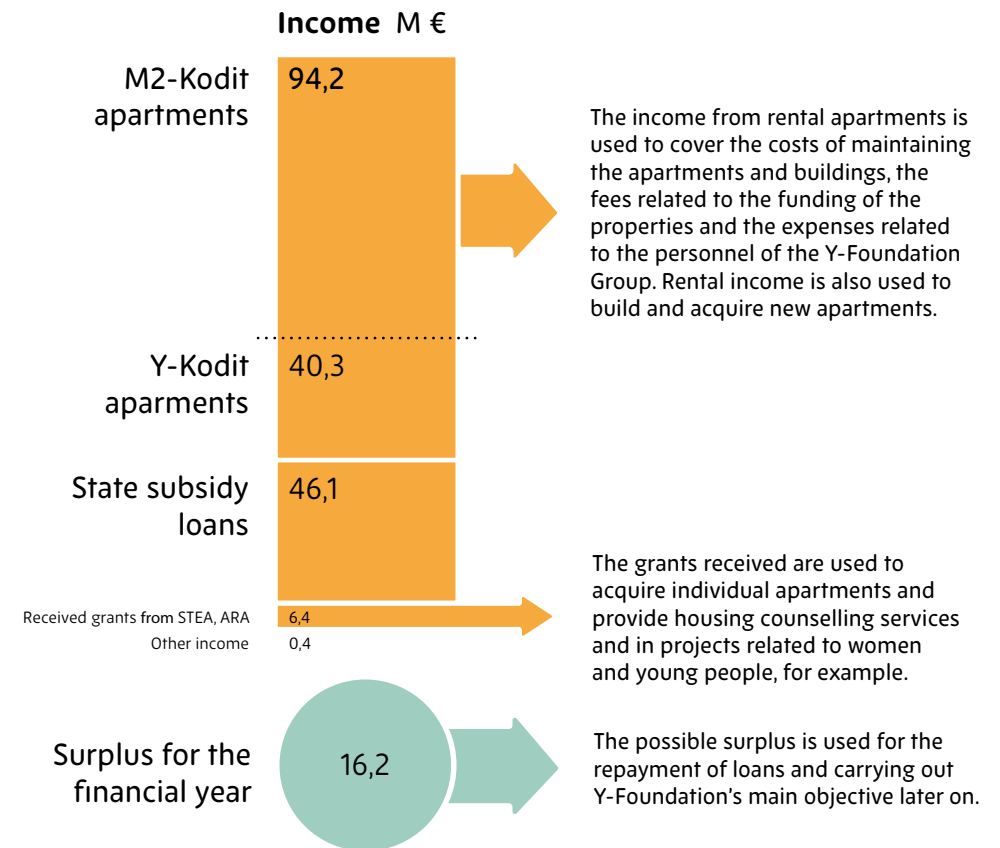 Income M €
M2-Kodit
apartments
94,2
The income from rental apartments is
used to cover the costs of maintaining
the apartments and buildings, the
fees related to the funding of the
properties and the expenses related
to the personnel of the Y-Foundation
Group. Rental income is also used to
build and acquire new apartments.
Y-Kodit
aparments
40,3
State subsidy
loans
46,1
Received grants from STEA, ARA
6,4
Other income
0,4
The grants received are used to
acquire individual apartments and
provide housing counselling services
and in projects related to women
and young people, for example.
Surplus for the
financial year
16,2
The possible surplus is used for the
repayment of loans and carrying out
Y-Foundation's main objective later on.